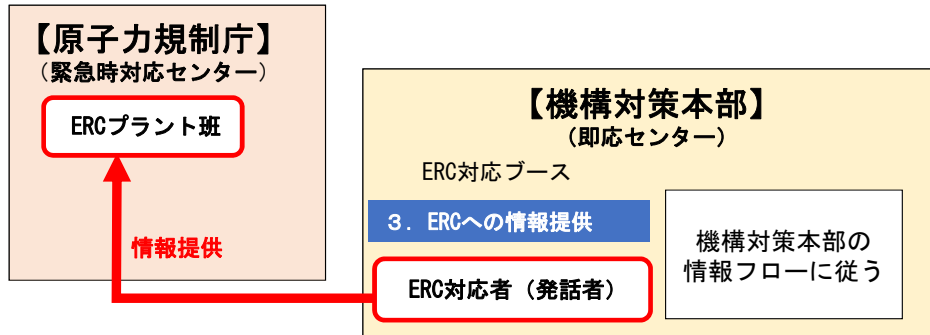 【原子力規制庁】
（緊急時対応センター）
ERCプラント班
情報提供
【機構対策本部】
（即応センター）
ERC対応ブース
３．ERCへの情報提供
ERC対応者（発話者）
機構対策本部の
情報フローに従う